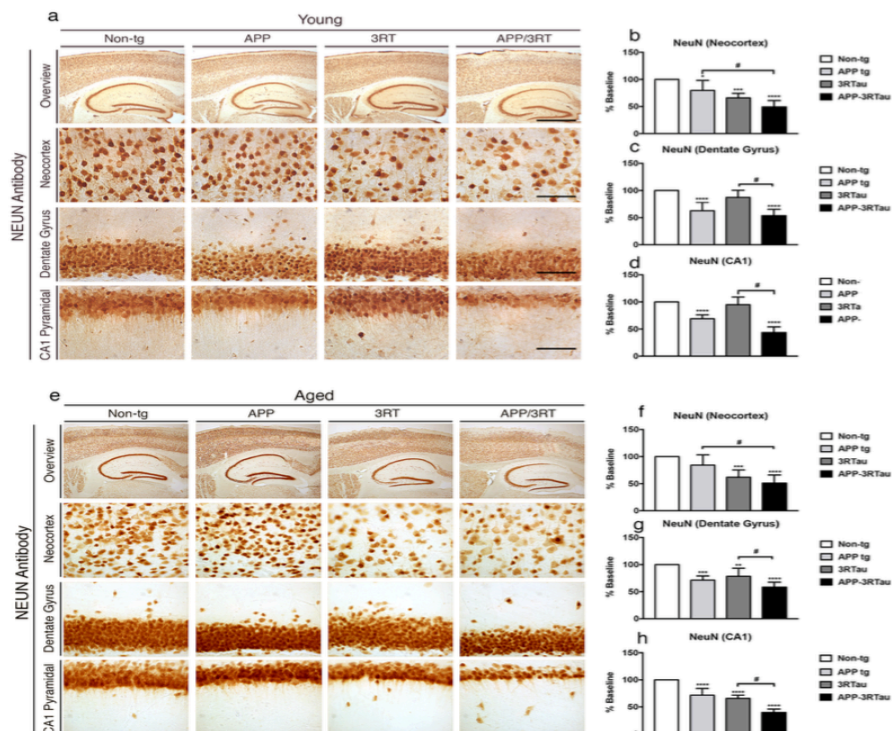 a
Young
Non-tg APP 3RT APP/3RT
NEUN Antibody
Overview
Neocortex
Dentate Gyrus
CA1 Pyramidal
b
NeuN (Neocortex)
% Baseline
150
100
50
0
* *** ****
#
Non-tg
APP tg
3RTau
APP-3RTau
c
NeuN (Dentate Gyrus)
% Baseline
150
100
50
0
**** ****
#
Non-tg
APP tg
3RTau
APP-3RTau
d
NeuN (CA1)
% Baseline
150
100
50
0
**** ****
#
Non-
APP
3RTa
APP-
e
Aged
Non-tg APP 3RT APP/3RT
NEUN Antibody
Overview
Neocortex
Dentate Gyrus
CA1 Pyramidal
f
NeuN (Neocortex)
% Baseline
150
100
50
0
*** ****
#
Non-tg
APP tg
3RTau
APP-3RTau
g
NeuN (Dentate Gyrus)
% Baseline
150
100
50
0
*** ** ****
#
Non-tg
APP tg
3RTau
APP-3RTau
h
NeuN (CA1)
% Baseline
150
100
50
**** **** ****
#
Non-tg
APP tg
3RTau
APP-3RTau